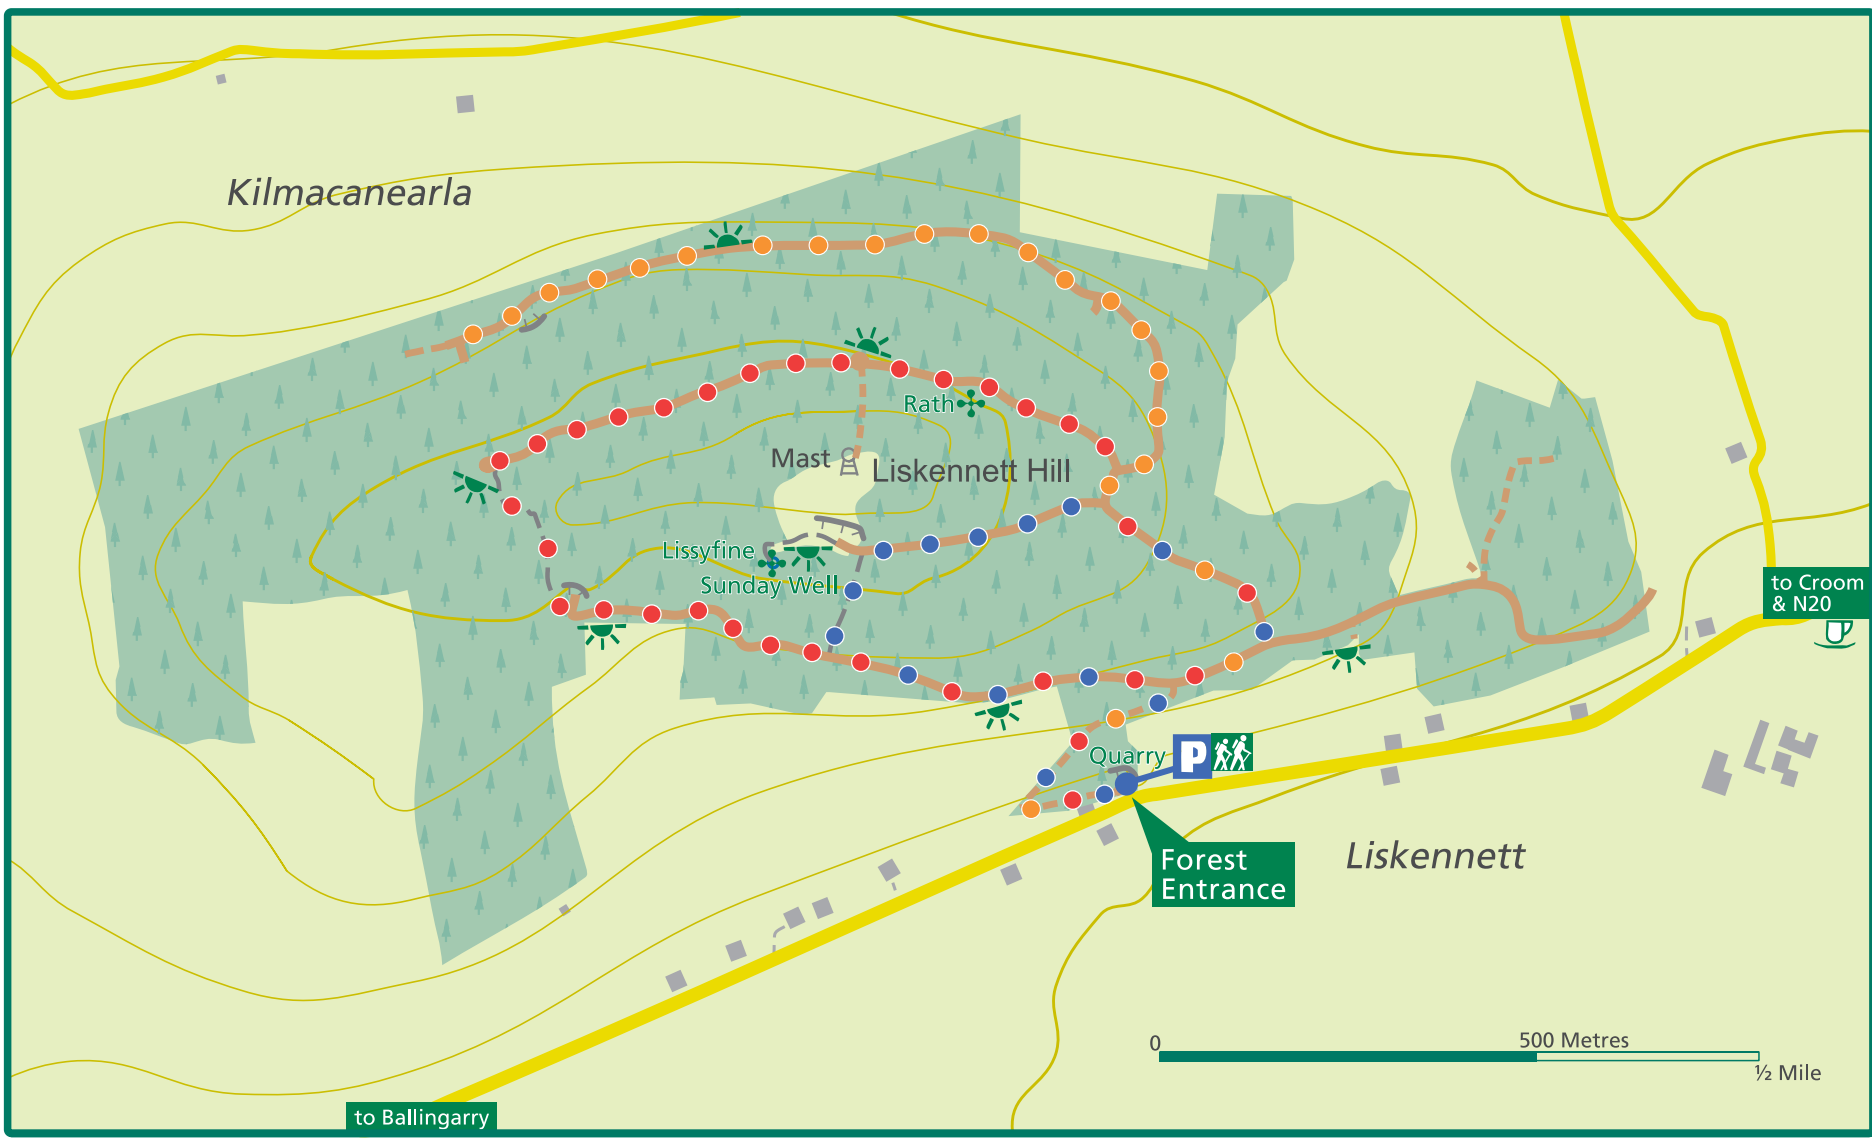 Kilmacanearla
Rath
Mast
Liskennett Hill
Lissyfine
Sunday Well
to Croom
& N20
Quarry
P
Forest
Entrance
Liskennett
0
500 Metres
½ Mile
to Ballingarry